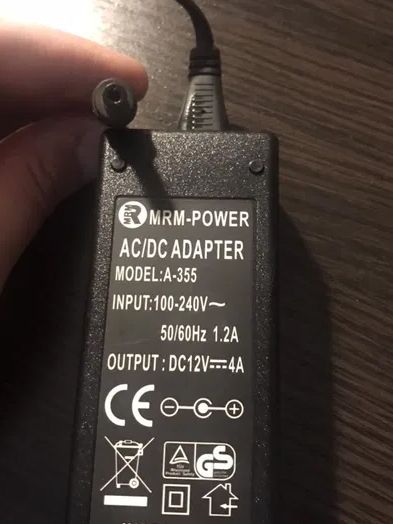 MRM-POWER
AC/DC ADAPTER
MODEL:A-355
INPUT:100-240V~
50/60Hz 1.2A
OUTPUT : DC12V⎓4A
CE
TÜV
GS